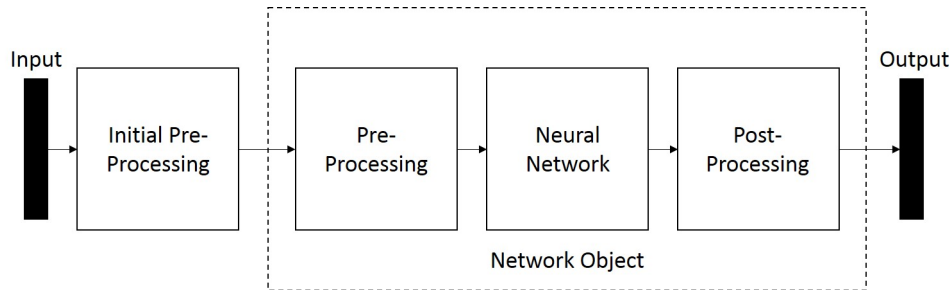 Input
Output
Initial Pre-
Processing
Pre-
Processing
Neural
Network
Post-
Processing
Network Object